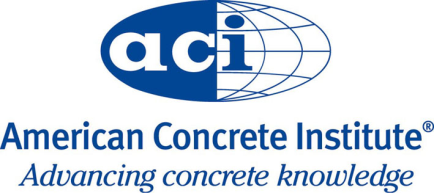 aci
American Concrete Institute®
Advancing concrete knowledge